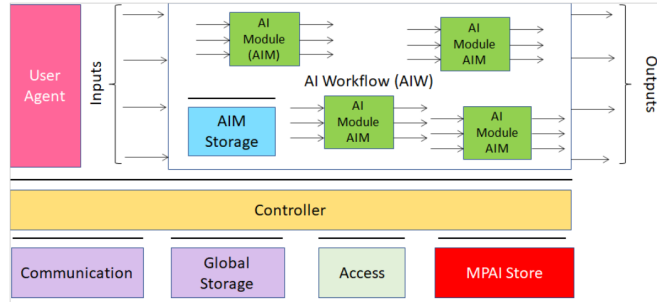 User
Agent
Inputs
AI
Module
(AIM)
AI
Module
AIM
AI Workflow (AIW)
AIM
Storage
AI
Module
AIM
AI
Module
AIM
Outputs
Controller
Communication
Global
Storage
Access
MPAI Store